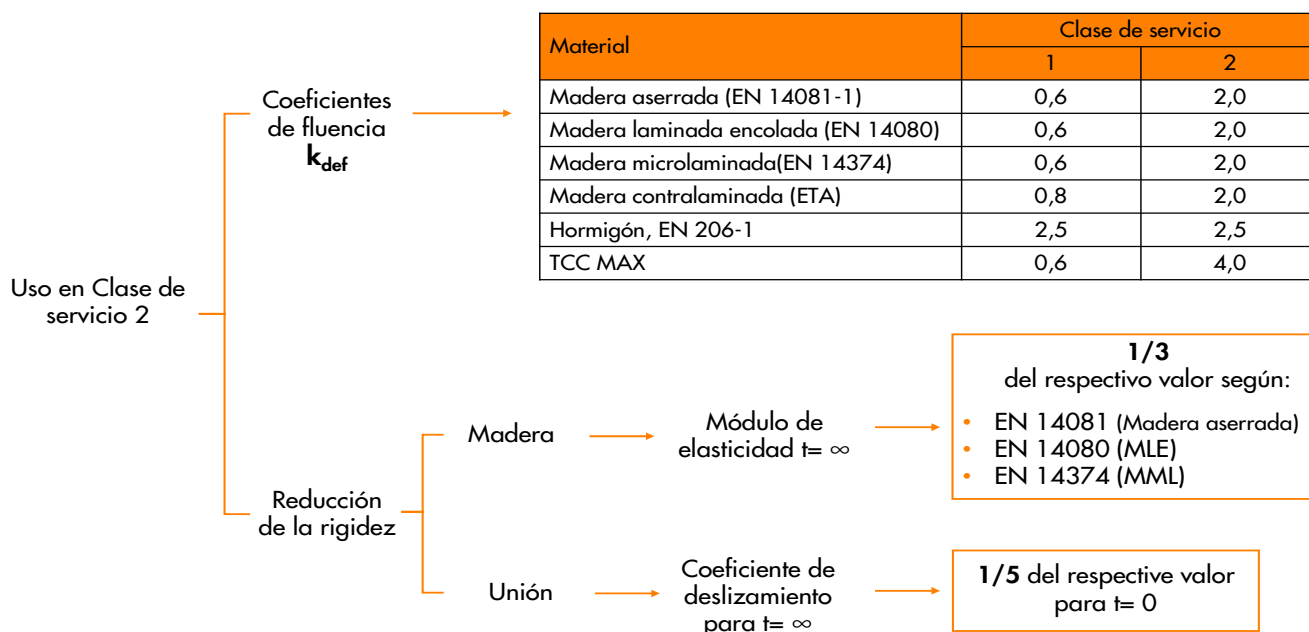 Uso en Clase de
servicio 2
Coeficientes
de fluencia
k_def
Material
Clase de servicio
1
2
Madera aserrada (EN 14081-1)
0,6
2,0
Madera laminada encolada (EN 14080)
0,6
2,0
Madera microlaminada(EN 14374)
0,6
2,0
Madera contralaminada (ETA)
0,8
2,0
Hormigón, EN 206-1
2,5
2,5
TCC MAX
0,6
4,0
Reducción
de la rigidez
Madera
Módulo de
elasticidad t= ∞
1/3
del respectivo valor según:
• EN 14081 (Madera aserrada)
• EN 14080 (MLE)
• EN 14374 (MML)
Unión
Coeficiente de
deslizamiento
para t= ∞
1/5 del respective valor
para t= 0